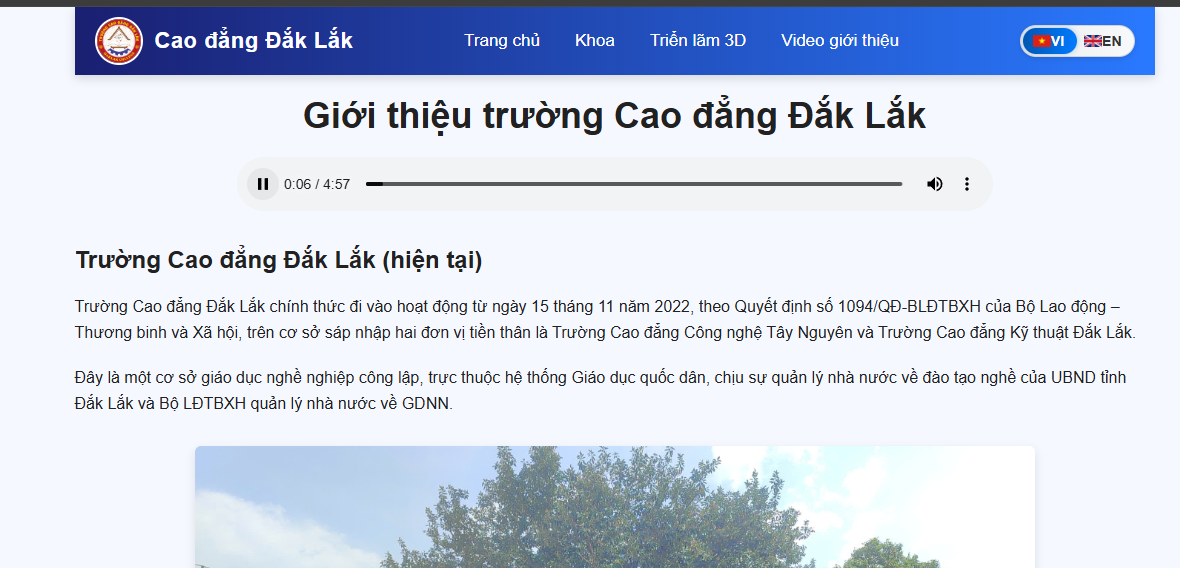 Cao đẳng Đắk Lắk
Trang chủ
Khoa
Triển lãm 3D
Video giới thiệu
VI
EN
Giới thiệu trường Cao đẳng Đắk Lắk
0:06 / 4:57
Trường Cao đẳng Đắk Lắk (hiện tại)
Trường Cao đẳng Đắk Lắk chính thức đi vào hoạt động từ ngày 15 tháng 11 năm 2022, theo Quyết định số 1094/QĐ-BLĐTBXH của Bộ Lao động –
Thương binh và Xã hội, trên cơ sở sáp nhập hai đơn vị tiền thân là Trường Cao đẳng Công nghệ Tây Nguyên và Trường Cao đẳng Kỹ thuật Đắk Lắk.
Đây là một cơ sở giáo dục nghề nghiệp công lập, trực thuộc hệ thống Giáo dục quốc dân, chịu sự quản lý nhà nước về đào tạo nghề của UBND tỉnh
Đắk Lắk và Bộ LĐTBXH quản lý nhà nước về GDNN.